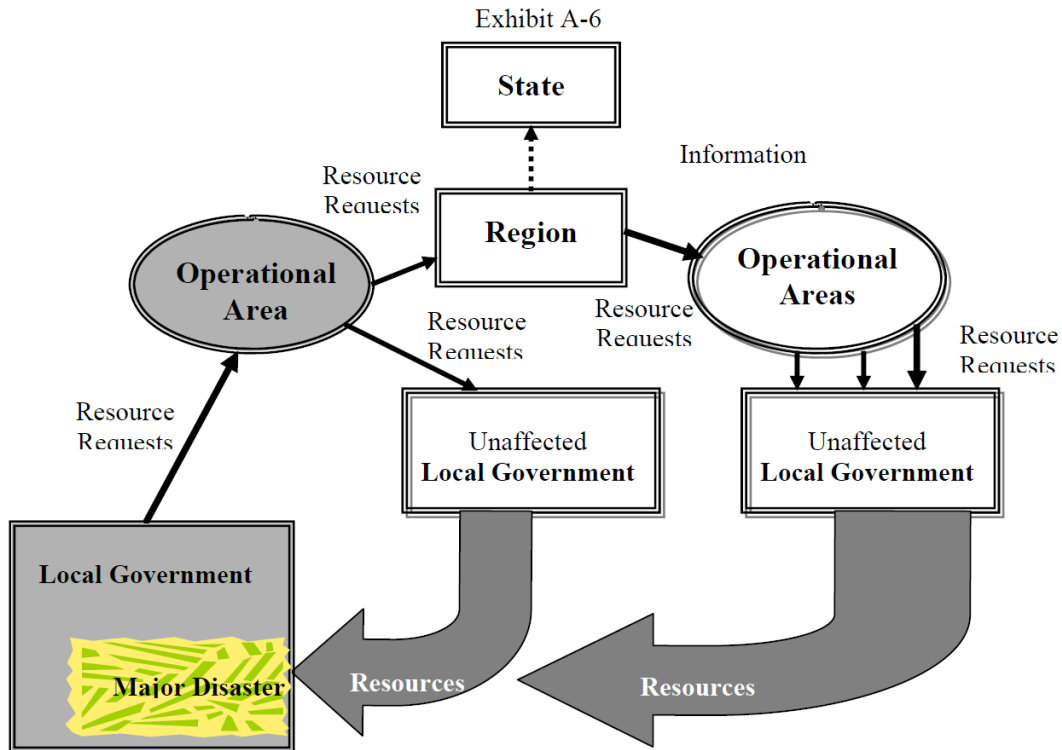 Exhibit A-6
State
Information
Resource
Requests
Region
Operational
Area
Operational
Areas
Resource
Requests
Resource
Requests
Resource
Requests
Resource
Requests
Unaffected
Local Government
Unaffected
Local Government
Local Government
Major Disaster
Resources
Resources